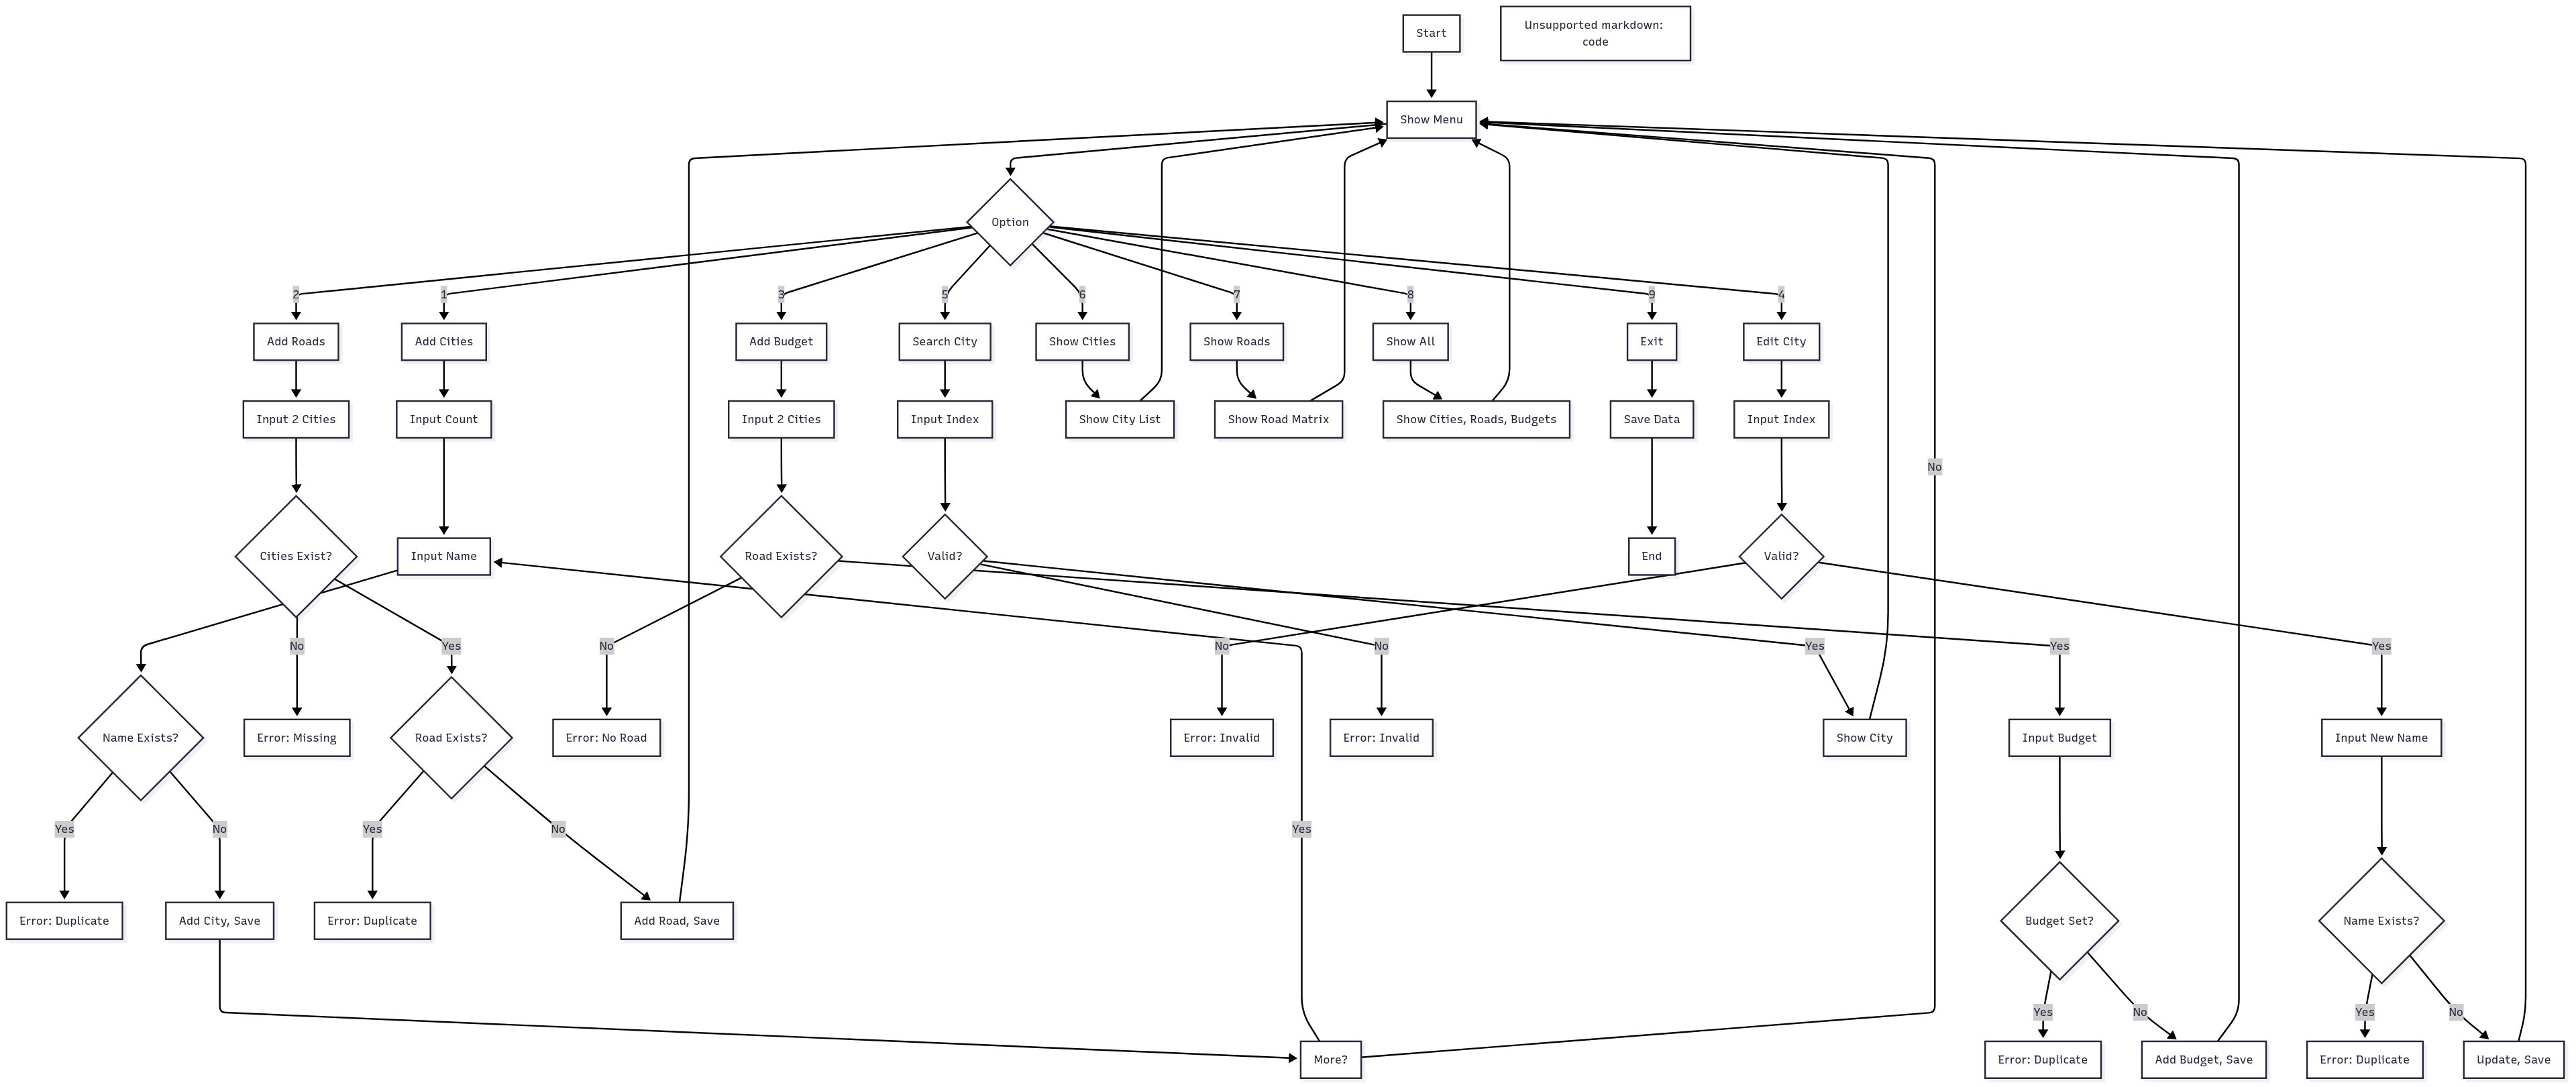 Start
Unsupported markdown:
code
Show Menu
Option
2
1
3
5
6
7
8
9
4
Add Roads
Add Cities
Add Budget
Search City
Show Cities
Show Roads
Show All
Exit
Edit City
Input 2 Cities
Input Count
Input 2 Cities
Input Index
Show City List
Show Road Matrix
Show Cities, Roads, Budgets
Save Data
Input Index
No
Cities Exist?
Input Name
Road Exists?
Valid?
End
Valid?
No
Yes
No
No
No
Yes
Yes
Yes
Name Exists?
Error: Missing
Road Exists?
Error: No Road
Error: Invalid
Error: Invalid
Show City
Input Budget
Input New Name
Yes
No
Yes
No
Yes
Error: Duplicate
Add City, Save
Error: Duplicate
Add Road, Save
Budget Set?
Name Exists?
Yes
No
Yes
No
More?
Error: Duplicate
Add Budget, Save
Error: Duplicate
Update, Save